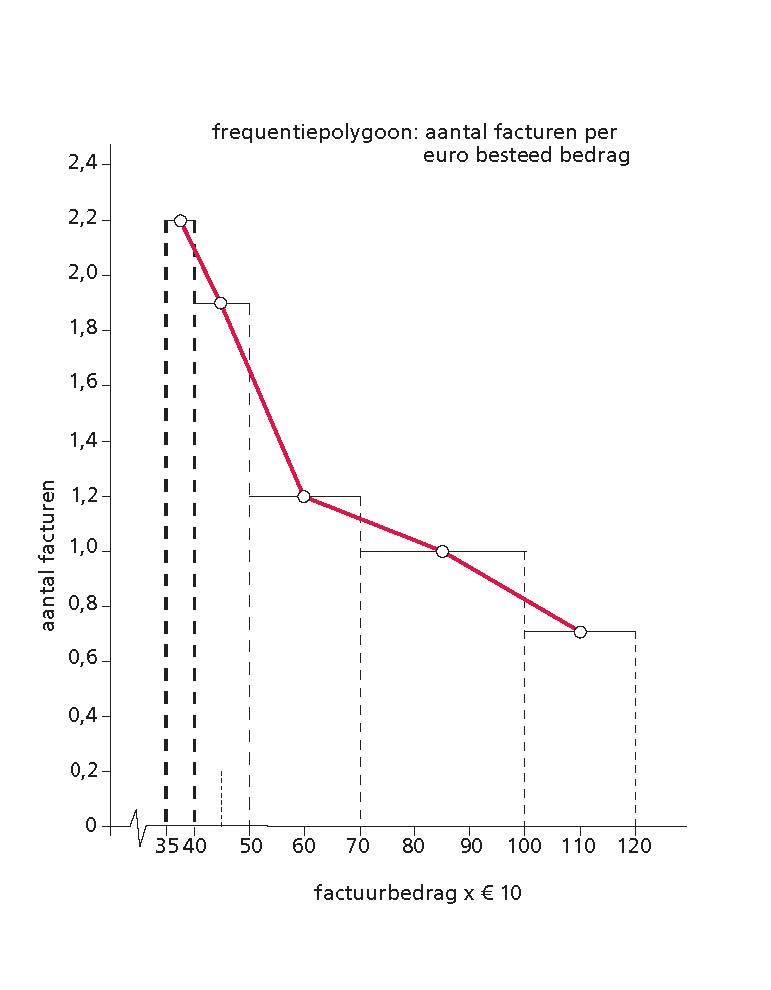 frequentiepolygoon: aantal facturen per
euro besteed bedrag
2,4
2,2
2,0
1,8
1,6
1,4
1,2
1,0
0,8
0,6
0,4
0,2
0
aantal facturen
35 40 50 60 70 80 90 100 110 120
factuurbedrag x € 10